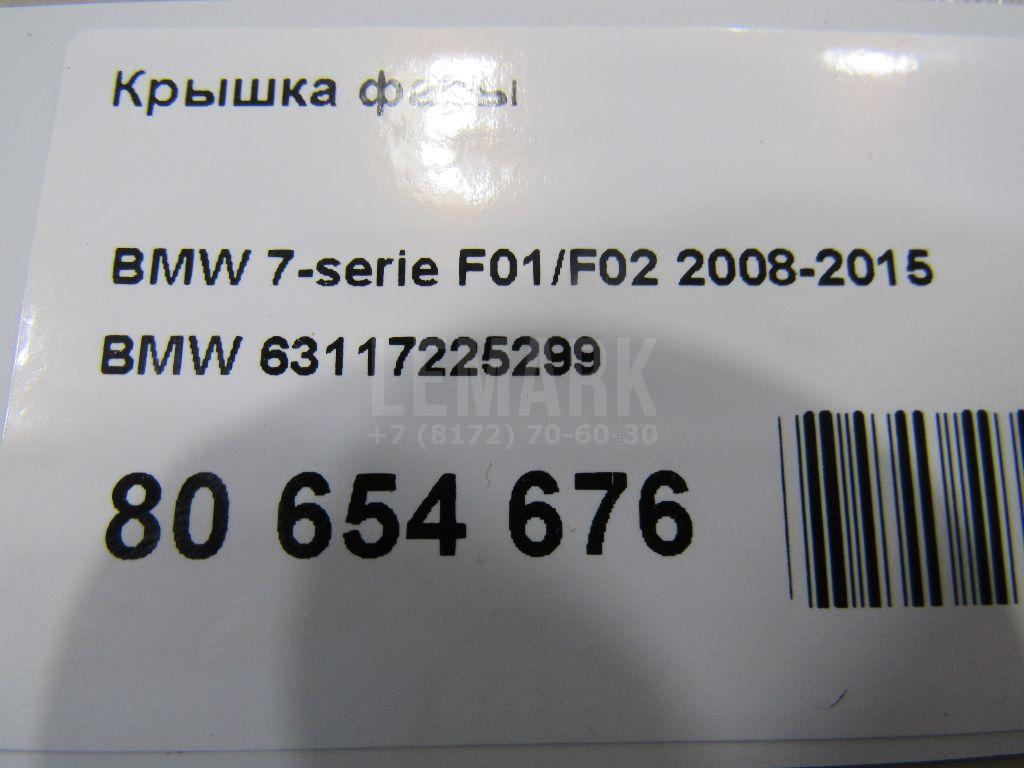 Крышка фары
BMW 7-serie F01/F02 2008-2015
BMW 63117225299
LEMARK
+7 (8172) 70-60-30
80 654 676